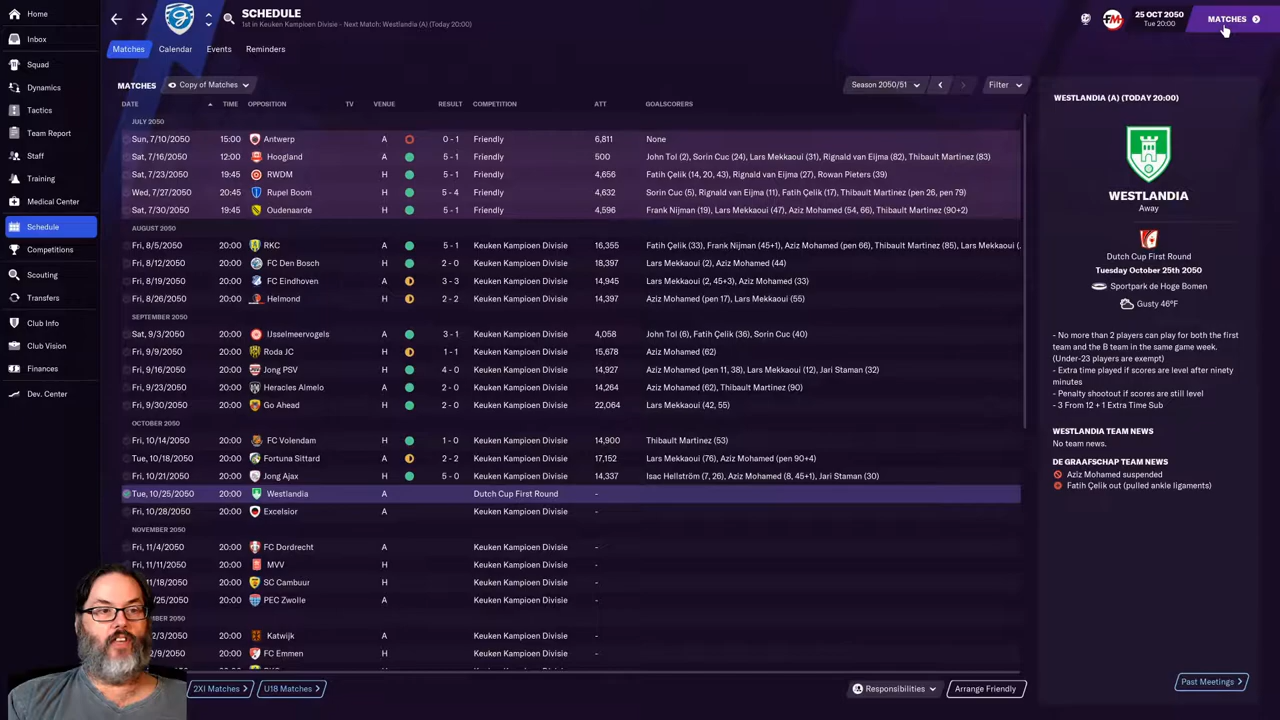 Home
SCHEDULE
1st in Keuken Kampioen Divisie - Next Match: Westlandia (A) (Today 20:00)
25 OCT 2050
Tue 20:00
MATCHES
FM
Inbox
Squad
Dynamics
Tactics
Team Report
Staff
Training
Medical Center
Schedule
Competitions
Scouting
Transfers
Club Info
Club Vision
Finances
Dev. Center
Matches Calendar Events Reminders
MATCHES Copy of Matches Season 2050/51 Filter
DATE TIME OPPOSITION TV VENUE RESULT COMPETITION ATT GOALSCORERS
JULY 2050
Sun, 7/10/2050 15:00 Antwerp A 0 - 1 Friendly 6,811 None
Sat, 7/16/2050 12:00 Hoogland A 5 - 1 Friendly 500 John Tol (2), Sorin Cuc (24), Lars Mekkaoui (31), Rignald van Eijma (82), Thibault Martinez (83)
Sat, 7/23/2050 19:45 RWDM H 5 - 1 Friendly 4,656 Fatih Çelik (14, 20, 43), Rignald van Eijma (27), Rowan Pieters (39)
Wed, 7/27/2050 20:45 Rupel Boom H 5 - 4 Friendly 4,632 Sorin Cuc (5), Rignald van Eijma (11), Fatih Çelik (17), Thibault Martinez (pen 26, pen 79)
Sat, 7/30/2050 19:45 Oudenaarde H 5 - 1 Friendly 4,596 Frank Nijman (19), Lars Mekkaoui (47), Aziz Mohamed (54, 66), Thibault Martinez (90+2)
AUGUST 2050
Fri, 8/5/2050 20:00 RKC A 5 - 1 Keuken Kampioen Divisie 16,355 Fatih Çelik (33), Frank Nijman (45+1), Aziz Mohamed (pen 66), Thibault Martinez (85), Lars Mekkaoui (.
Fri, 8/12/2050 20:00 FC Den Bosch H 2 - 0 Keuken Kampioen Divisie 18,397 Lars Mekkaoui (2), Aziz Mohamed (44)
Fri, 8/19/2050 20:00 FC Eindhoven A 3 - 3 Keuken Kampioen Divisie 14,945 Lars Mekkaoui (2, 45+3), Aziz Mohamed (33)
Fri, 8/26/2050 20:00 Helmond H 2 - 2 Keuken Kampioen Divisie 14,397 Aziz Mohamed (pen 17), Lars Mekkaoui (55)
SEPTEMBER 2050
Sat, 9/3/2050 20:00 IJsselmeervogels A 3 - 1 Keuken Kampioen Divisie 4,058 John Tol (6), Fatih Çelik (36), Sorin Cuc (40)
Fri, 9/9/2050 20:00 Roda JC H 1 - 1 Keuken Kampioen Divisie 15,678 Aziz Mohamed (62)
Fri, 9/16/2050 20:00 Jong PSV H 4 - 0 Keuken Kampioen Divisie 14,927 Aziz Mohamed (pen 11, 38), Lars Mekkaoui (12), Jari Staman (32)
Fri, 9/23/2050 20:00 Heracles Almelo A 2 - 0 Keuken Kampioen Divisie 14,264 Aziz Mohamed (62), Thibault Martinez (90)
Fri, 9/30/2050 20:00 Go Ahead H 2 - 0 Keuken Kampioen Divisie 22,064 Lars Mekkaoui (42, 55)
OCTOBER 2050
Fri, 10/14/2050 20:00 FC Volendam H 1 - 0 Keuken Kampioen Divisie 14,900 Thibault Martinez (53)
Tue, 10/18/2050 20:00 Fortuna Sittard A 2 - 2 Keuken Kampioen Divisie 17,152 Lars Mekkaoui (76), Aziz Mohamed (pen 90+4)
Fri, 10/21/2050 20:00 Jong Ajax H 5 - 0 Keuken Kampioen Divisie 14,337 Isac Hellström (7, 26), Aziz Mohamed (8, 45+1), Jari Staman (30)
Tue, 10/25/2050 20:00 Westlandia A Dutch Cup First Round -
Fri, 10/28/2050 20:00 Excelsior A Keuken Kampioen Divisie -
NOVEMBER 2050
Fri, 11/4/2050 20:00 FC Dordrecht A Keuken Kampioen Divisie -
Fri, 11/11/2050 20:00 MVV H Keuken Kampioen Divisie -
11/18/2050 20:00 SC Cambuur H Keuken Kampioen Divisie -
/25/2050 20:00 PEC Zwolle A Keuken Kampioen Divisie -
MBER 2050
2/3/2050 20:00 Katwijk A Keuken Kampioen Divisie -
2/9/2050 20:00 FC Emmen H Keuken Kampioen Divisie -
2XI Matches U18 Matches Responsibilities Arrange Friendly
WESTLANDIA (A) (TODAY 20:00)
WESTLANDIA
Away
Dutch Cup First Round
Tuesday October 25th 2050
Sportpark de Hoge Bomen
Gusty 46°F
- No more than 2 players can play for both the first
team and the B team in the same game week.
(Under-23 players are exempt)
- Extra time played if scores are level after ninety
minutes
- Penalty shootout if scores are still level
- 3 From 12 + 1 Extra Time Sub
WESTLANDIA TEAM NEWS
No team news.
DE GRAAFSCHAP TEAM NEWS
Aziz Mohamed suspended
Fatih Çelik out (pulled ankle ligaments)
Past Meetings